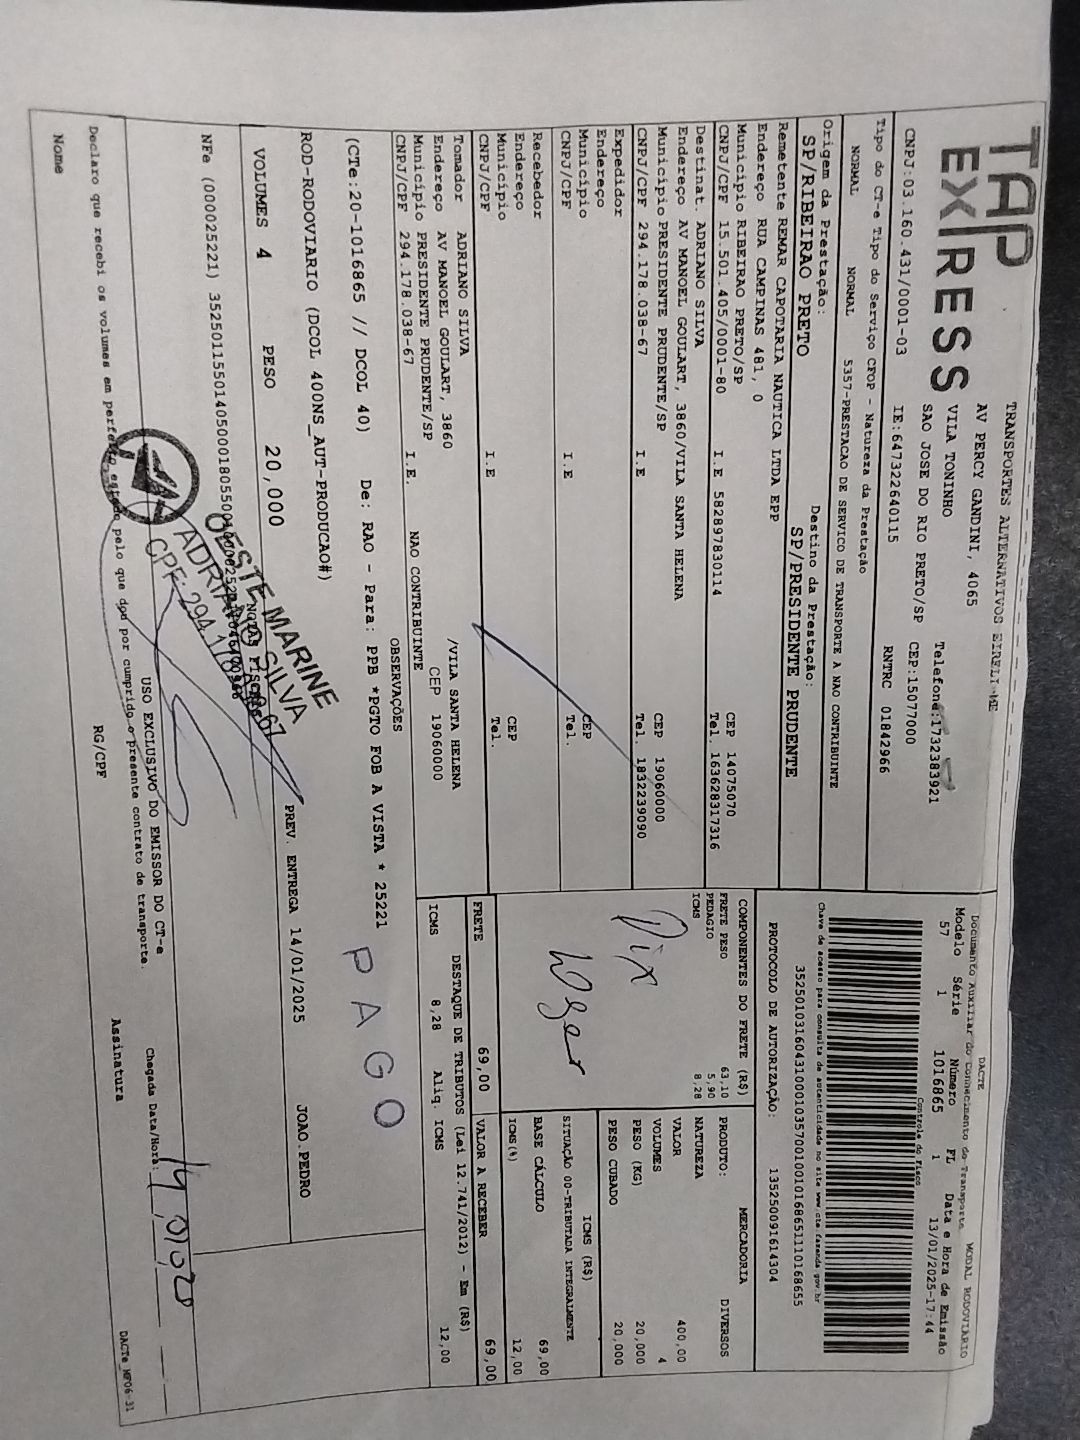 TAP
EXPRESS
TRANSPORTES ALTERNATIVOS EIRELI-ME
AV PERCY GANDINI, 4065
VILA TONINHO
SAO JOSE DO RIO PRETO/SP
Telefone:1732383921
CEP:15077000
CNPJ:03.160.431/0001-03
IE:647322640115
RNTRC 01842966
DACTE
Documento Auxiliar do Conhecimento de Transporte
MODAL RODOVIARIO
Modelo Série Número FL Data e Hora de Emissão
57 1 1016865 1 13/01/2025-17:44
Controle do Fisco
Chave de acesso para consulta de autenticidade no site www.cte.fazenda.gov.br
35250103160431000103570010010168651110168655
PROTOCOLO DE AUTORIZAÇÃO: 135250091614304
Tipo do CT-e Tipo do Serviço CFOP - Natureza da Prestação
NORMAL NORMAL 5357-PRESTACAO DE SERVICO DE TRANSPORTE A NAO CONTRIBUINTE
Origem da Prestação: Destino da Prestação:
SP/RIBEIRAO PRETO SP/PRESIDENTE PRUDENTE
Remetente REMAR CAPOTARIA NAUTICA LTDA EPP
Endereço RUA CAMPINAS 481, 0
Município RIBEIRAO PRETO/SP CEP 14075070
CNPJ/CPF 15.501.405/0001-80 I.E 582897830114 Tel. 163628317316
Destinat. ADRIANO SILVA
Endereço AV MANOEL GOULART, 3860/VILA SANTA HELENA
Município PRESIDENTE PRUDENTE/SP CEP 19060000
CNPJ/CPF 294.178.038-67 I.E Tel. 1832239090
Expedidor
Endereço
Município CEP
CNPJ/CPF I.E Tel.
Recebedor
Endereço
Município CEP
CNPJ/CPF I.E Tel.
Tomador ADRIANO SILVA
Endereço AV MANOEL GOULART, 3860 /VILA SANTA HELENA
Município PRESIDENTE PRUDENTE/SP CEP 19060000
CNPJ/CPF 294.178.038-67 I.E. NAO CONTRIBUINTE
COMPONENTES DO FRETE (R$)
FRETE PESO 63,10
PEDAGIO 5,90
ICMS 8,28
Pix
PRODUTO: MERCADORIA DIVERSOS
NATUREZA
VALOR 400,00
VOLUMES 4
PESO (KG) 20,000
PESO CUBADO 20,000
ICMS (R$)
SITUAÇÃO 00-TRIBUTADA INTEGRALMENTE
BASE CÁLCULO 69,00
ICMS(%) 12,00
FRETE 69,00 VALOR A RECEBER 69,00
DESTAQUE DE TRIBUTOS (Lei 12.741/2012) - Em (R$)
ICMS 8,28 Aliq. ICMS 12,00
OBSERVAÇÕES
(CTe:20-1016865 // DCOL 40) De: RAO - Para: PPB *PGTO FOB A VISTA * 25221
PAGO
ROD-RODOVIARIO (DCOL 400NS_AUT-PRODUCAO#)
VOLUMES 4 PESO 20,000 PREV. ENTREGA 14/01/2025 JOAO.PEDRO
NOTAS FISCAIS
NFe (000025221)
OESTE MARINE
ADRIANO SILVA
CPF: 294.178.038-67
USO EXCLUSIVO DO EMISSOR DO CT-e
Declaro que recebi os volumes em perfeito estado pelo que dou por cumprido o presente contrato de transporte.
Chegada Data/Hora:
Nome RG/CPF Assinatura
DACTe_MF06-31